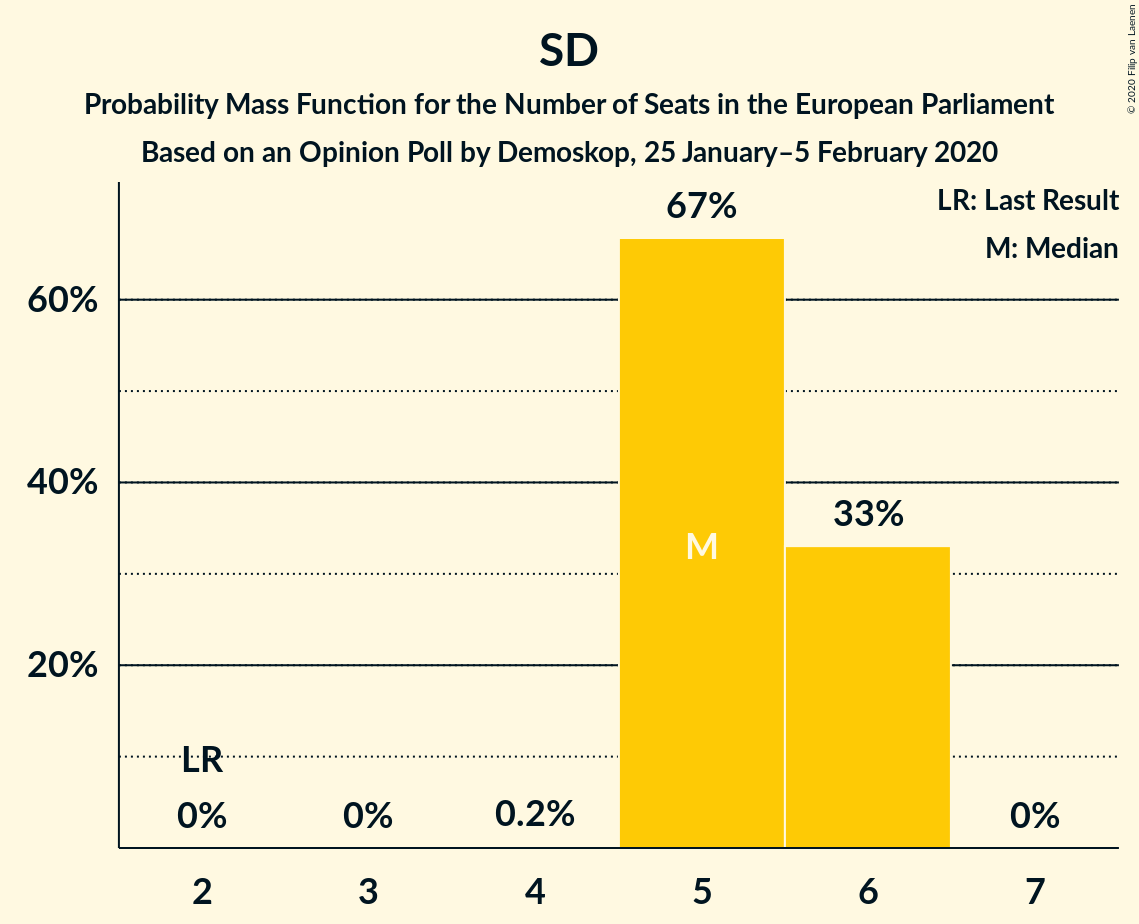 SD
Probability Mass Function for the Number of Seats in the European Parliament
Based on an Opinion Poll by Demoskop, 25 January–5 February 2020
© 2020 Filip van Laenen
LR: Last Result
M: Median
67%
60%
40%
33%
M
20%
LR
0% 0% 0.2% 0%
2 3 4 5 6 7